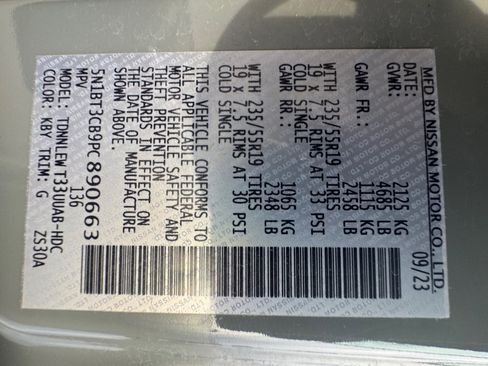 MFD BY NISSAN MOTOR CO., LTD.
DATE: 09/23
GVWR: 2125 KG
4685 LB
GAWR FR.: 1115 KG
2458 LB
WITH 235/55R19 TIRES
19 X 7.5 RIMS AT 33 PSI
COLD SINGLE
GAWR RR.: 1065 KG
2348 LB
WITH 235/55R19 TIRES
19 X 7.5 RIMS AT 30 PSI
COLD SINGLE
THIS VEHICLE CONFORMS TO
ALL APPLICABLE FEDERAL
MOTOR VEHICLE SAFETY AND
THEFT PREVENTION
STANDARDS IN EFFECT ON
THE DATE OF MANUFACTURE
SHOWN ABOVE.
5N1BT3CB9PC890663
MPV 136
MODEL: TDNNLEW T33UUAB-HDC
COLOR: KBY TRIM: G ZS30A